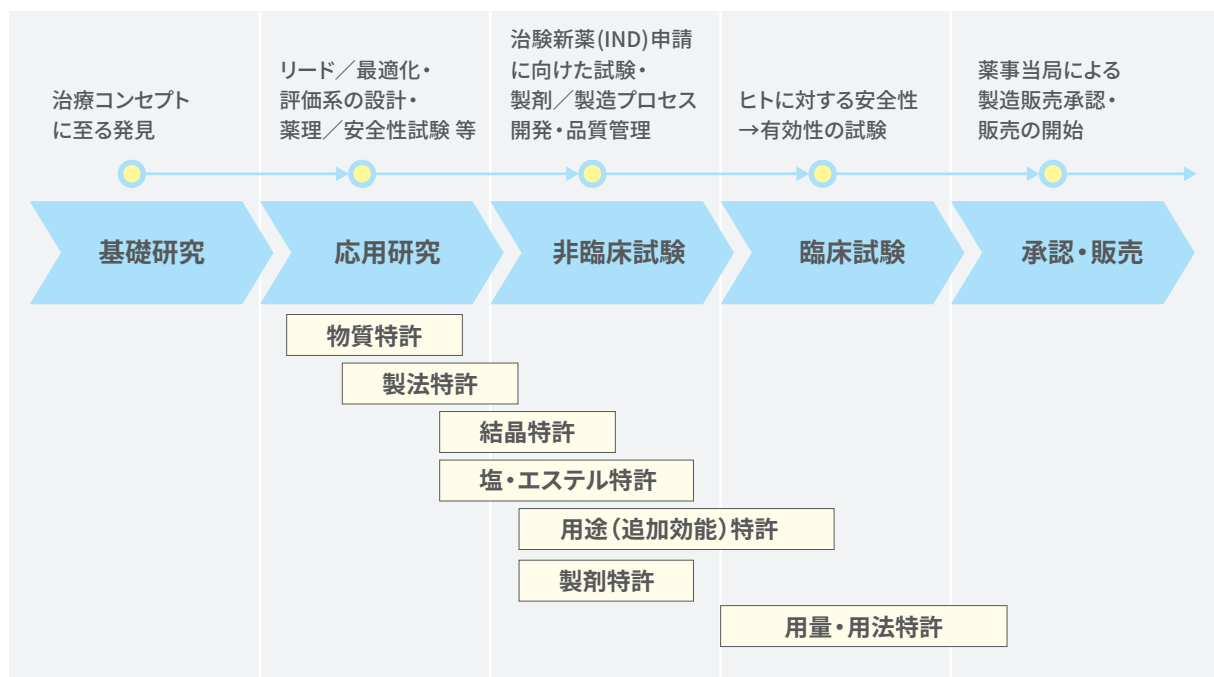 治療コンセプト
に至る発見
リード／最適化・
評価系の設計・
薬理／安全性試験 等
治験新薬(IND)申請
に向けた試験・
製剤／製造プロセス
開発・品質管理
ヒトに対する安全性
→有効性の試験
薬事当局による
製造販売承認・
販売の開始
基礎研究
応用研究
非臨床試験
臨床試験
承認・販売
物質特許
製法特許
結晶特許
塩・エステル特許
用途（追加効能）特許
製剤特許
用量・用法特許